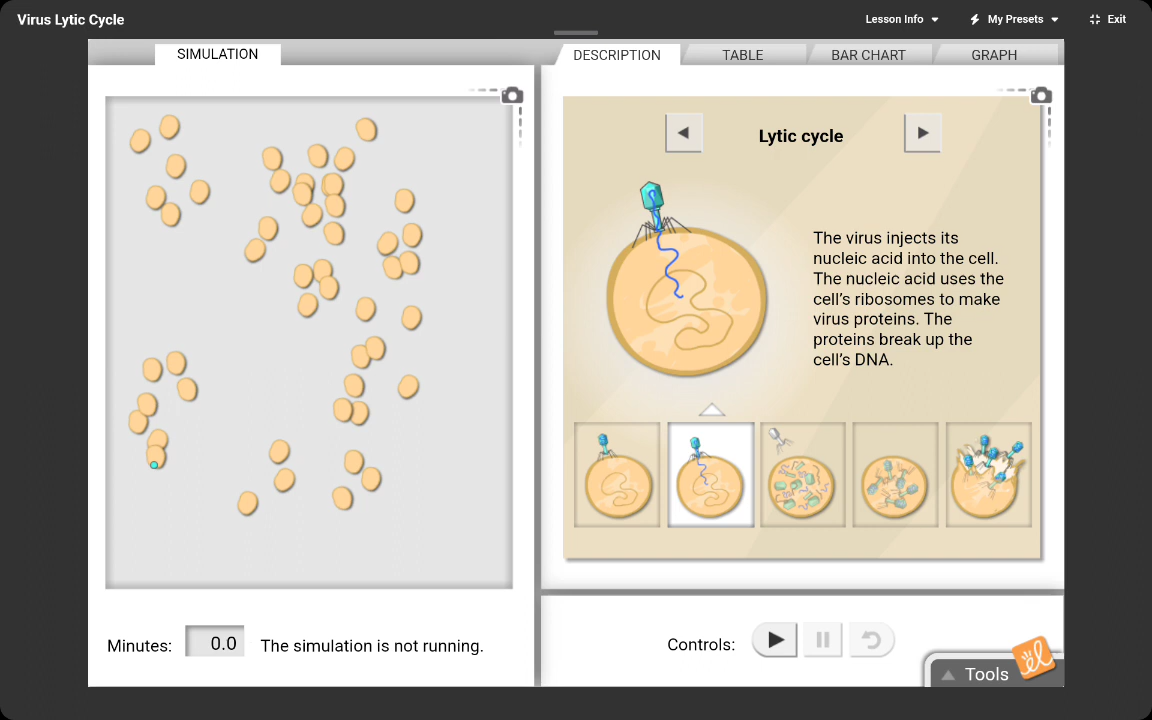 Virus Lytic Cycle
Lesson Info
My Presets
Exit
SIMULATION
DESCRIPTION
TABLE
BAR CHART
GRAPH
Lytic cycle
The virus injects its
nucleic acid into the cell.
The nucleic acid uses the
cell’s ribosomes to make
virus proteins. The
proteins break up the
cell’s DNA.
Minutes:
0.0
The simulation is not running.
Controls:
Tools
el